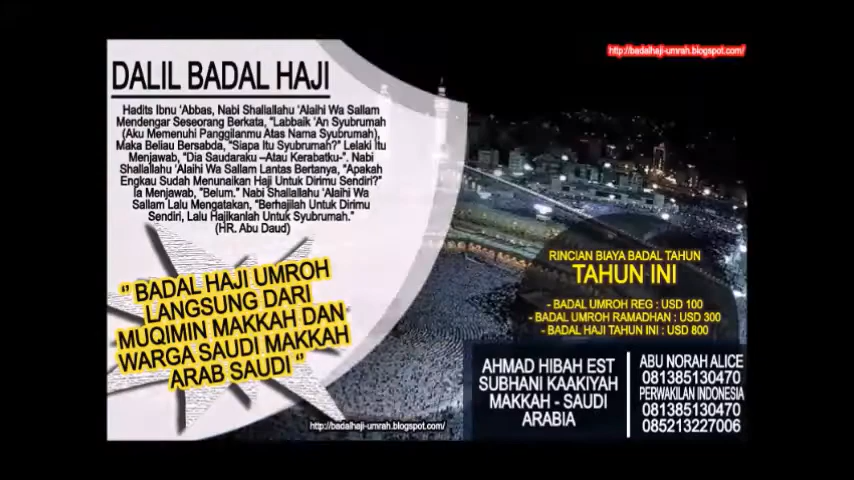 http://badalhaji-umrah.blogspot.com/
DALIL BADAL HAJI
Hadits Ibnu 'Abbas, Nabi Shallallahu 'Alaihi Wa Sallam
Mendengar Seseorang Berkata, "Labbaik 'An Syubrumah
(Aku Memenuhi Panggilanmu Atas Nama Syubrumah),
Maka Beliau Bersabda, "Siapa Itu Syubrumah?" Lelaki Itu
Menjawab, "Dia Saudaraku –Atau Kerabatku-". Nabi
Shallallahu 'Alaihi Wa Sallam Lantas Bertanya, "Apakah
Engkau Sudah Menunaikan Haji Untuk Dirimu Sendiri?"
Ia Menjawab, "Belum." Nabi Shallallahu 'Alaihi Wa
Sallam Lalu Mengatakan, "Berhajilah Untuk Dirimu
Sendiri, Lalu Hajikanlah Untuk Syubrumah."
(HR. Abu Daud)
" BADAL HAJI UMROH
LANGSUNG DARI
MUQIMIN MAKKAH DAN
WARGA SAUDI MAKKAH
ARAB SAUDI "
RINCIAN BIAYA BADAL TAHUN
TAHUN INI
- BADAL UMROH REG : USD 100
- BADAL UMROH RAMADHAN : USD 300
- BADAL HAJI TAHUN INI : USD 800
AHMAD HIBAH EST
SUBHANI KAAKIYAH
MAKKAH - SAUDI
ARABIA
ABU NORAH ALICE
081385130470
PERWAKILAN INDONESIA
081385130470
085213227006
http://badalhaji-umrah.blogspot.com/